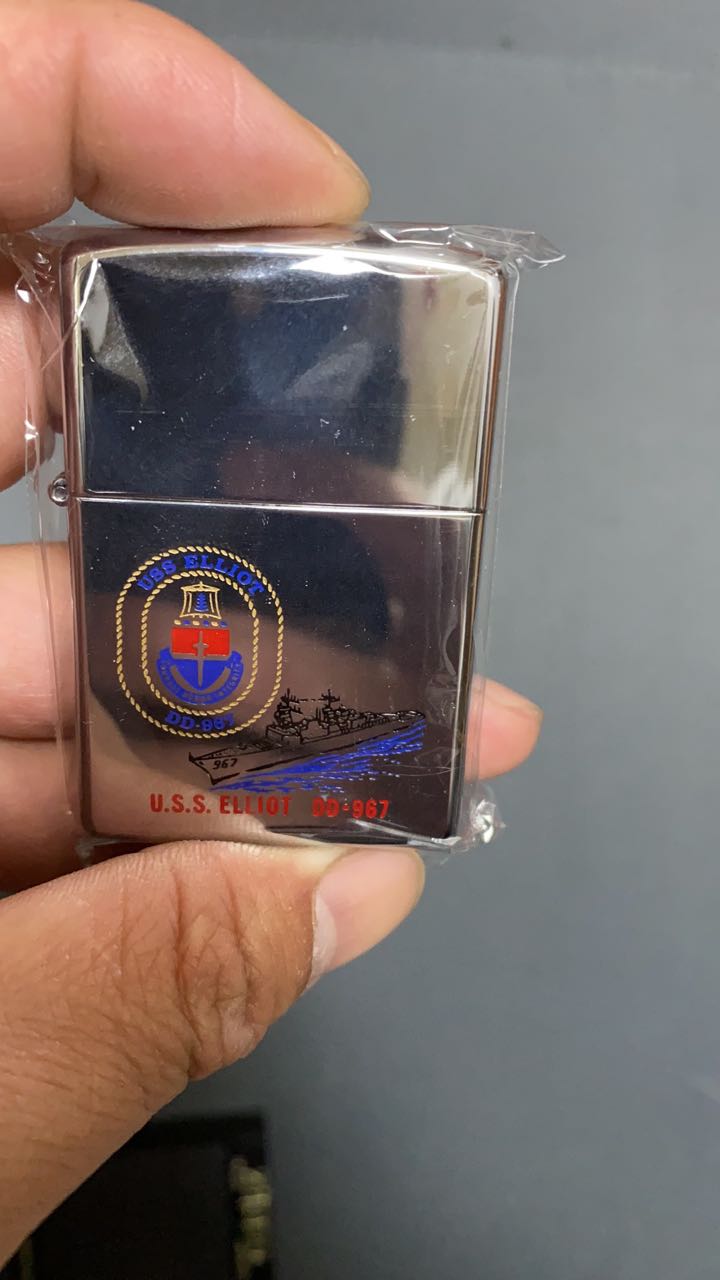 USS ELLIOT
DD-967
967
U.S.S. ELLIOT DD-967